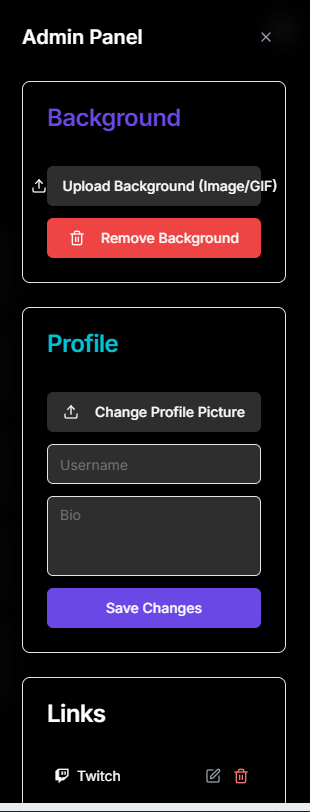 Admin Panel
Background
Upload Background (Image/GIF)
Remove Background
Profile
Change Profile Picture
Username
Bio
Save Changes
Links
Twitch